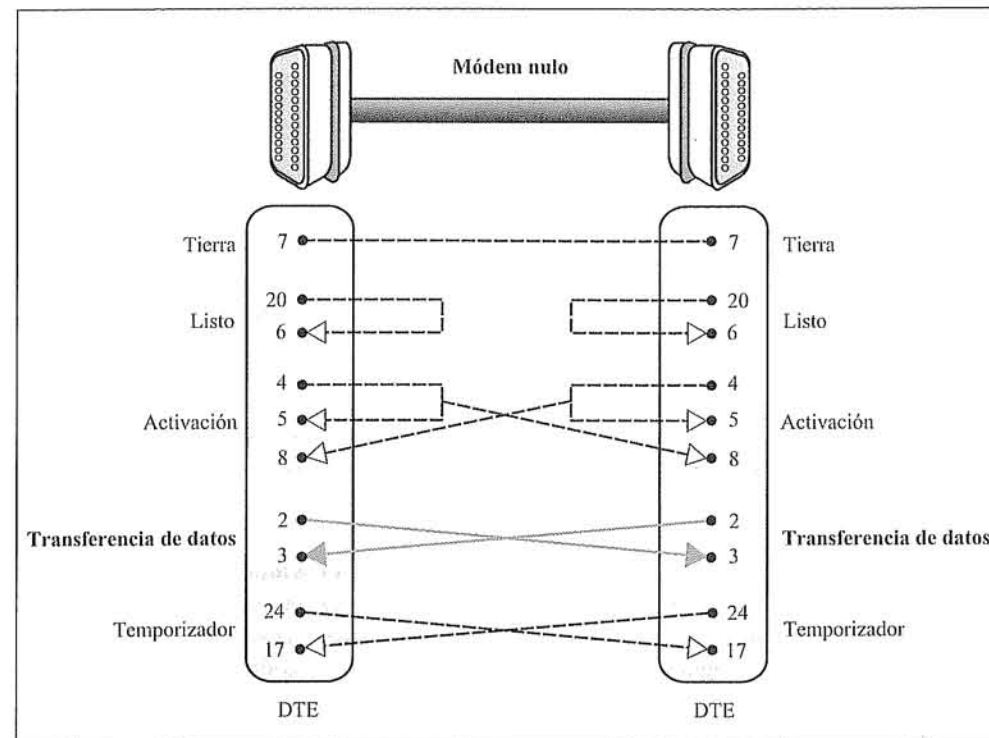 Módem nulo
Tierra 7 7 Tierra
20 20
Listo Listo
6 6
4 4
Activación 5 5 Activación
8 8
2 2
Transferencia de datos Transferencia de datos
3 3
24 24
Temporizador Temporizador
17 17
DTE DTE